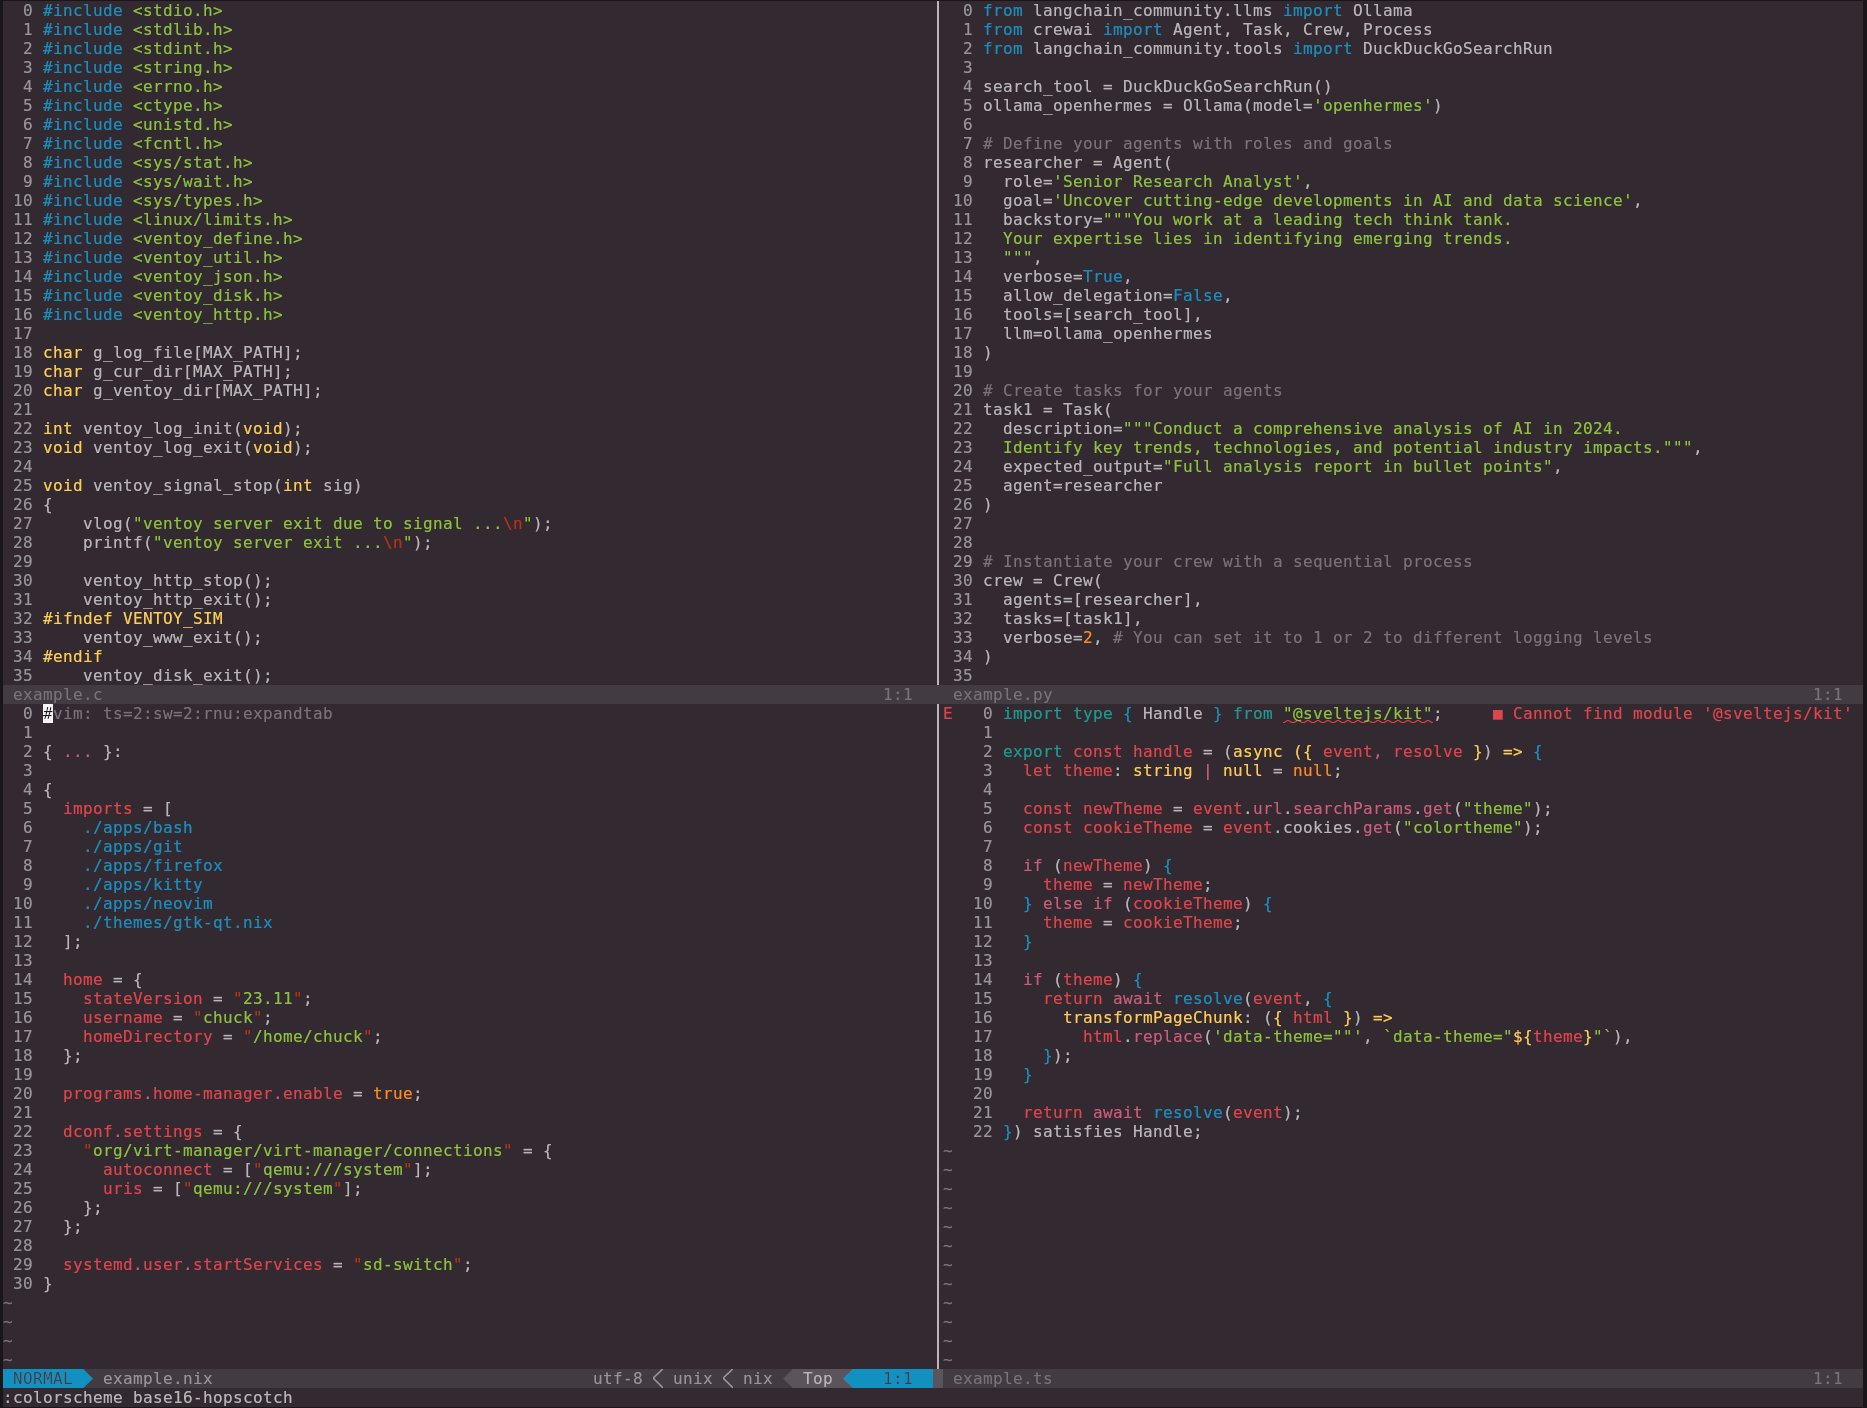 0 #include <stdio.h>
1 #include <stdlib.h>
2 #include <stdint.h>
3 #include <string.h>
4 #include <errno.h>
5 #include <ctype.h>
6 #include <unistd.h>
7 #include <fcntl.h>
8 #include <sys/stat.h>
9 #include <sys/wait.h>
10 #include <sys/types.h>
11 #include <linux/limits.h>
12 #include <ventoy_define.h>
13 #include <ventoy_util.h>
14 #include <ventoy_json.h>
15 #include <ventoy_disk.h>
16 #include <ventoy_http.h>
17
18 char g_log_file[MAX_PATH];
19 char g_cur_dir[MAX_PATH];
20 char g_ventoy_dir[MAX_PATH];
21
22 int ventoy_log_init(void);
23 void ventoy_log_exit(void);
24
25 void ventoy_signal_stop(int sig)
26 {
27     vlog("ventoy server exit due to signal ...\n");
28     printf("ventoy server exit ...\n");
29
30     ventoy_http_stop();
31     ventoy_http_exit();
32 #ifndef VENTOY_SIM
33     ventoy_www_exit();
34 #endif
35     ventoy_disk_exit();
example.c 1:1
0 from langchain_community.llms import Ollama
1 from crewai import Agent, Task, Crew, Process
2 from langchain_community.tools import DuckDuckGoSearchRun
3
4 search_tool = DuckDuckGoSearchRun()
5 ollama_openhermes = Ollama(model='openhermes')
6
7 # Define your agents with roles and goals
8 researcher = Agent(
9   role='Senior Research Analyst',
10   goal='Uncover cutting-edge developments in AI and data science',
11   backstory="""You work at a leading tech think tank.
12   Your expertise lies in identifying emerging trends.
13   """,
14   verbose=True,
15   allow_delegation=False,
16   tools=[search_tool],
17   llm=ollama_openhermes
18 )
19
20 # Create tasks for your agents
21 task1 = Task(
22   description="""Conduct a comprehensive analysis of AI in 2024.
23   Identify key trends, technologies, and potential industry impacts.""",
24   expected_output="Full analysis report in bullet points",
25   agent=researcher
26 )
27
28
29 # Instantiate your crew with a sequential process
30 crew = Crew(
31   agents=[researcher],
32   tasks=[task1],
33   verbose=2, # You can set it to 1 or 2 to different logging levels
34 )
35
example.py 1:1
0 #vim: ts=2:sw=2:rnu:expandtab
1
2 { ... }:
3
4 {
5   imports = [
6     ./apps/bash
7     ./apps/git
8     ./apps/firefox
9     ./apps/kitty
10     ./apps/neovim
11     ./themes/gtk-qt.nix
12   ];
13
14   home = {
15     stateVersion = "23.11";
16     username = "chuck";
17     homeDirectory = "/home/chuck";
18   };
19
20   programs.home-manager.enable = true;
21
22   dconf.settings = {
23     "org/virt-manager/virt-manager/connections" = {
24       autoconnect = ["qemu:///system"];
25       uris = ["qemu:///system"];
26     };
27   };
28
29   systemd.user.startServices = "sd-switch";
30 }
~
~
~
~
NORMAL example.nix utf-8 unix nix Top 1:1
E 0 import type { Handle } from "@sveltejs/kit";     ■ Cannot find module '@sveltejs/kit'
1
2 export const handle = (async ({ event, resolve }) => {
3   let theme: string | null = null;
4
5   const newTheme = event.url.searchParams.get("theme");
6   const cookieTheme = event.cookies.get("colortheme");
7
8   if (newTheme) {
9     theme = newTheme;
10   } else if (cookieTheme) {
11     theme = cookieTheme;
12   }
13
14   if (theme) {
15     return await resolve(event, {
16       transformPageChunk: ({ html }) =>
17         html.replace('data-theme=""', `data-theme="${theme}"`),
18     });
19   }
20
21   return await resolve(event);
22 }) satisfies Handle;
~
~
~
~
~
~
~
~
~
~
~
~
example.ts 1:1
:colorscheme base16-hopscotch